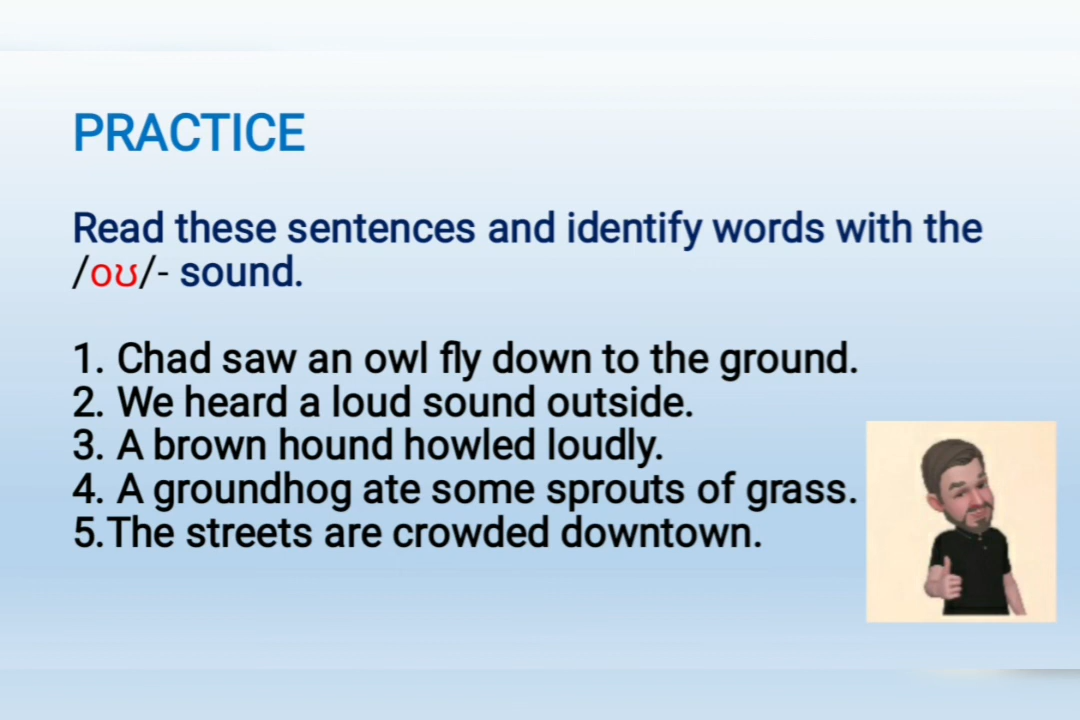 PRACTICE
Read these sentences and identify words with the
/oʊ/- sound.
1. Chad saw an owl fly down to the ground.
2. We heard a loud sound outside.
3. A brown hound howled loudly.
4. A groundhog ate some sprouts of grass.
5.The streets are crowded downtown.